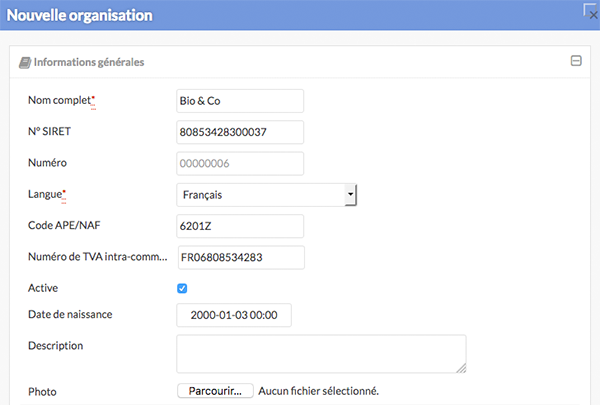 Nouvelle organisation
Informations générales
Nom complet* Bio & Co
N° SIRET 80853428300037
Numéro 00000006
Langue* Français
Code APE/NAF 6201Z
Numéro de TVA intra-comm... FR06808534283
Active
Date de naissance 2000-01-03 00:00
Description
Photo Parcourir... Aucun fichier sélectionné.